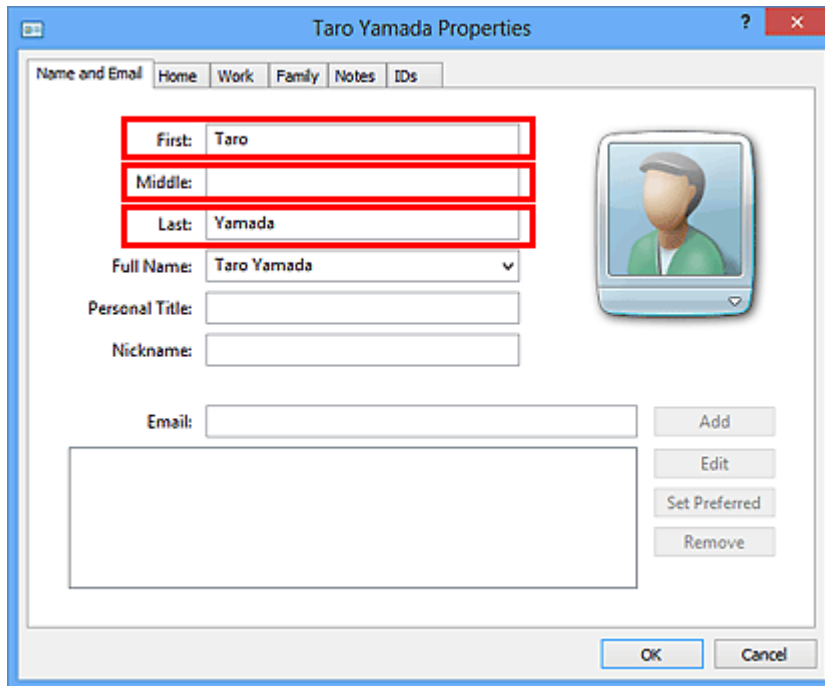 Taro Yamada Properties ?
Name and Email Home Work Family Notes IDs
First: Taro
Middle:
Last: Yamada
Full Name: Taro Yamada
Personal Title:
Nickname:
Email: Add
Edit
Set Preferred
Remove
OK Cancel